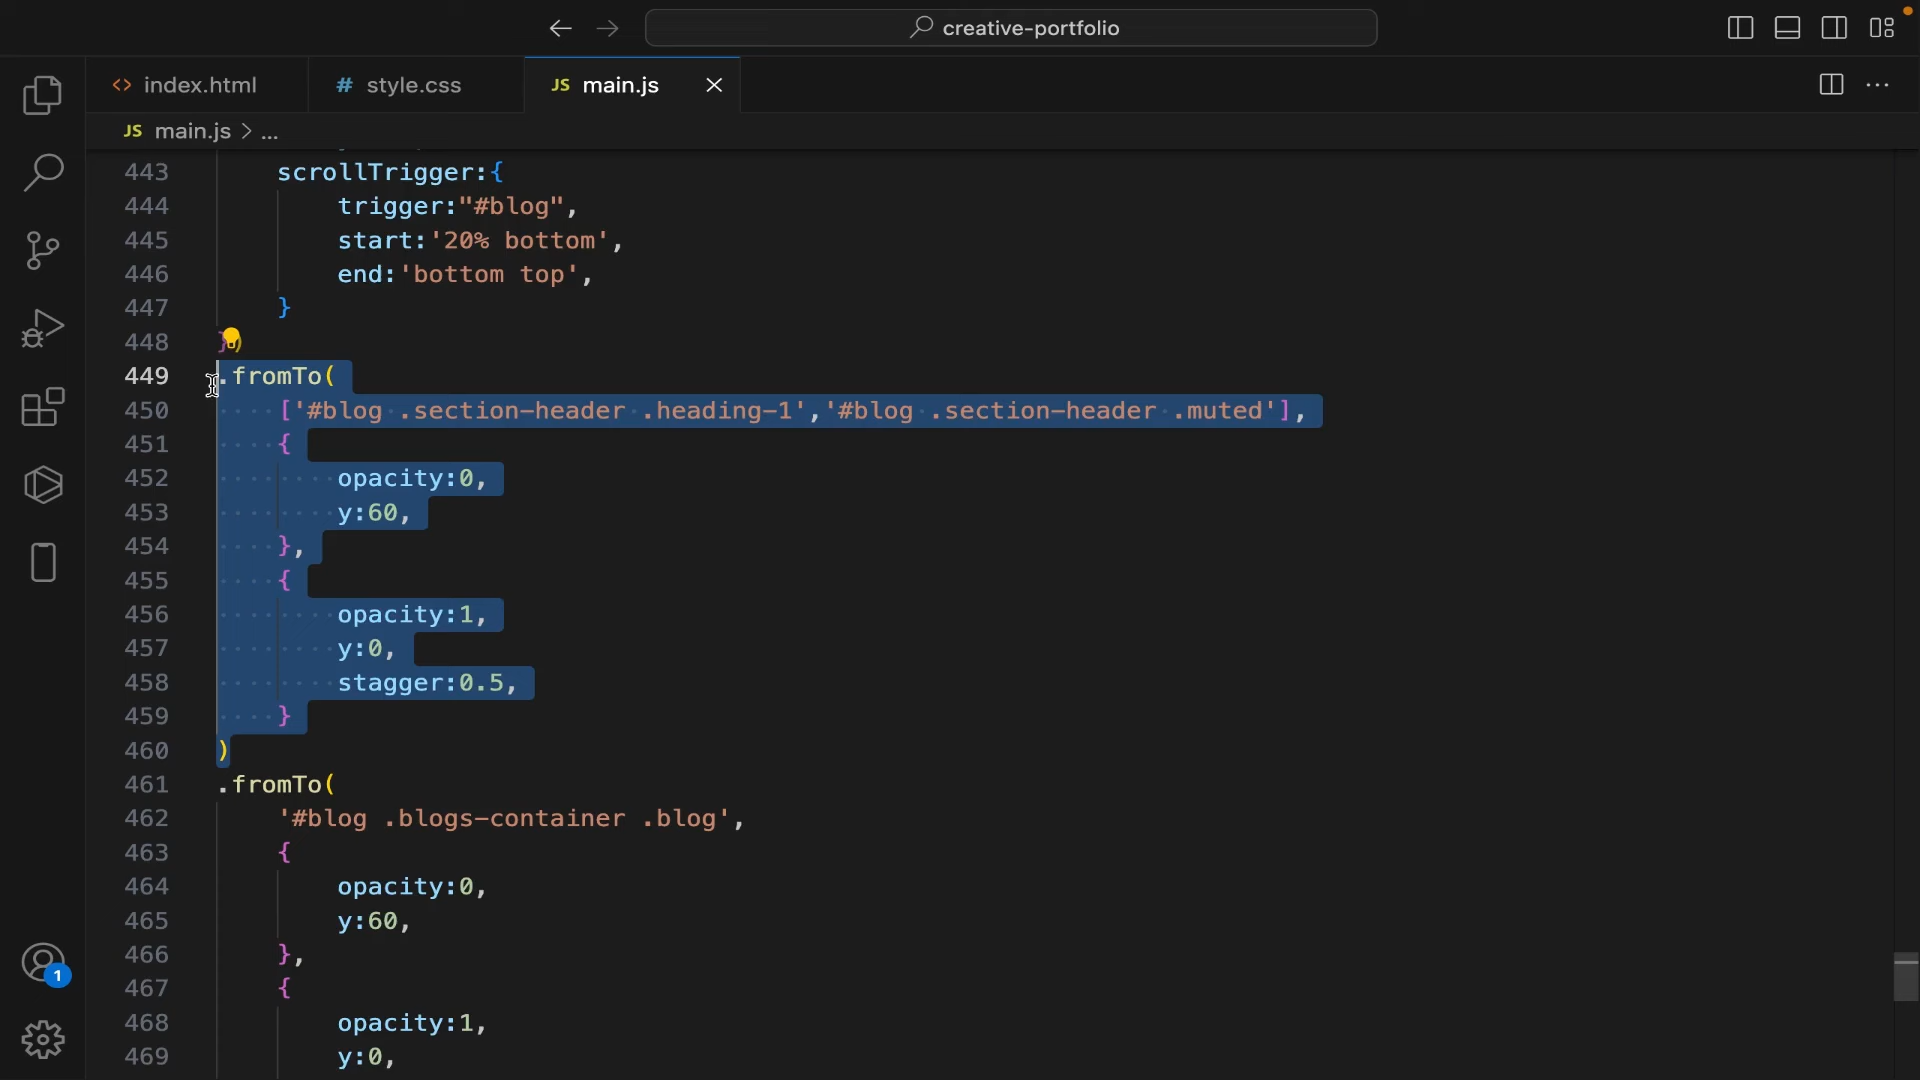 creative-portfolio
index.html
style.css
JS main.js
JS main.js > ...
443 scrollTrigger:{
444 trigger:"#blog",
445 start:'20% bottom',
446 end:'bottom top',
447 }
448 })
449 .fromTo(
450 ['#blog .section-header .heading-1','#blog .section-header .muted'],
451 {
452 opacity:0,
453 y:60,
454 },
455 {
456 opacity:1,
457 y:0,
458 stagger:0.5,
459 }
460 )
461 .fromTo(
462 '#blog .blogs-container .blog',
463 {
464 opacity:0,
465 y:60,
466 },
467 {
468 opacity:1,
469 y:0,
1